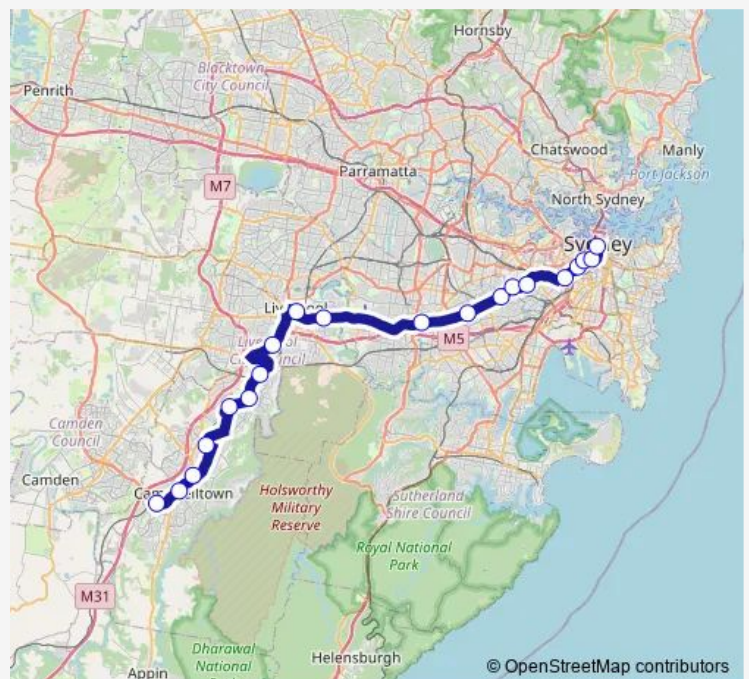 Hornsby
Blacktown
City Council
Penrith
Chatswood
Manly
Parramatta
Port Jackson
M7
North Sydney
Sydney
M5
Camden
Council
Camden
Holsworthy
Military
Reserve
Sutherland
Shire Council
Royal National
Park
M31
Dharawal
National
Helensburgh
Appin
© OpenStreetMap contributors